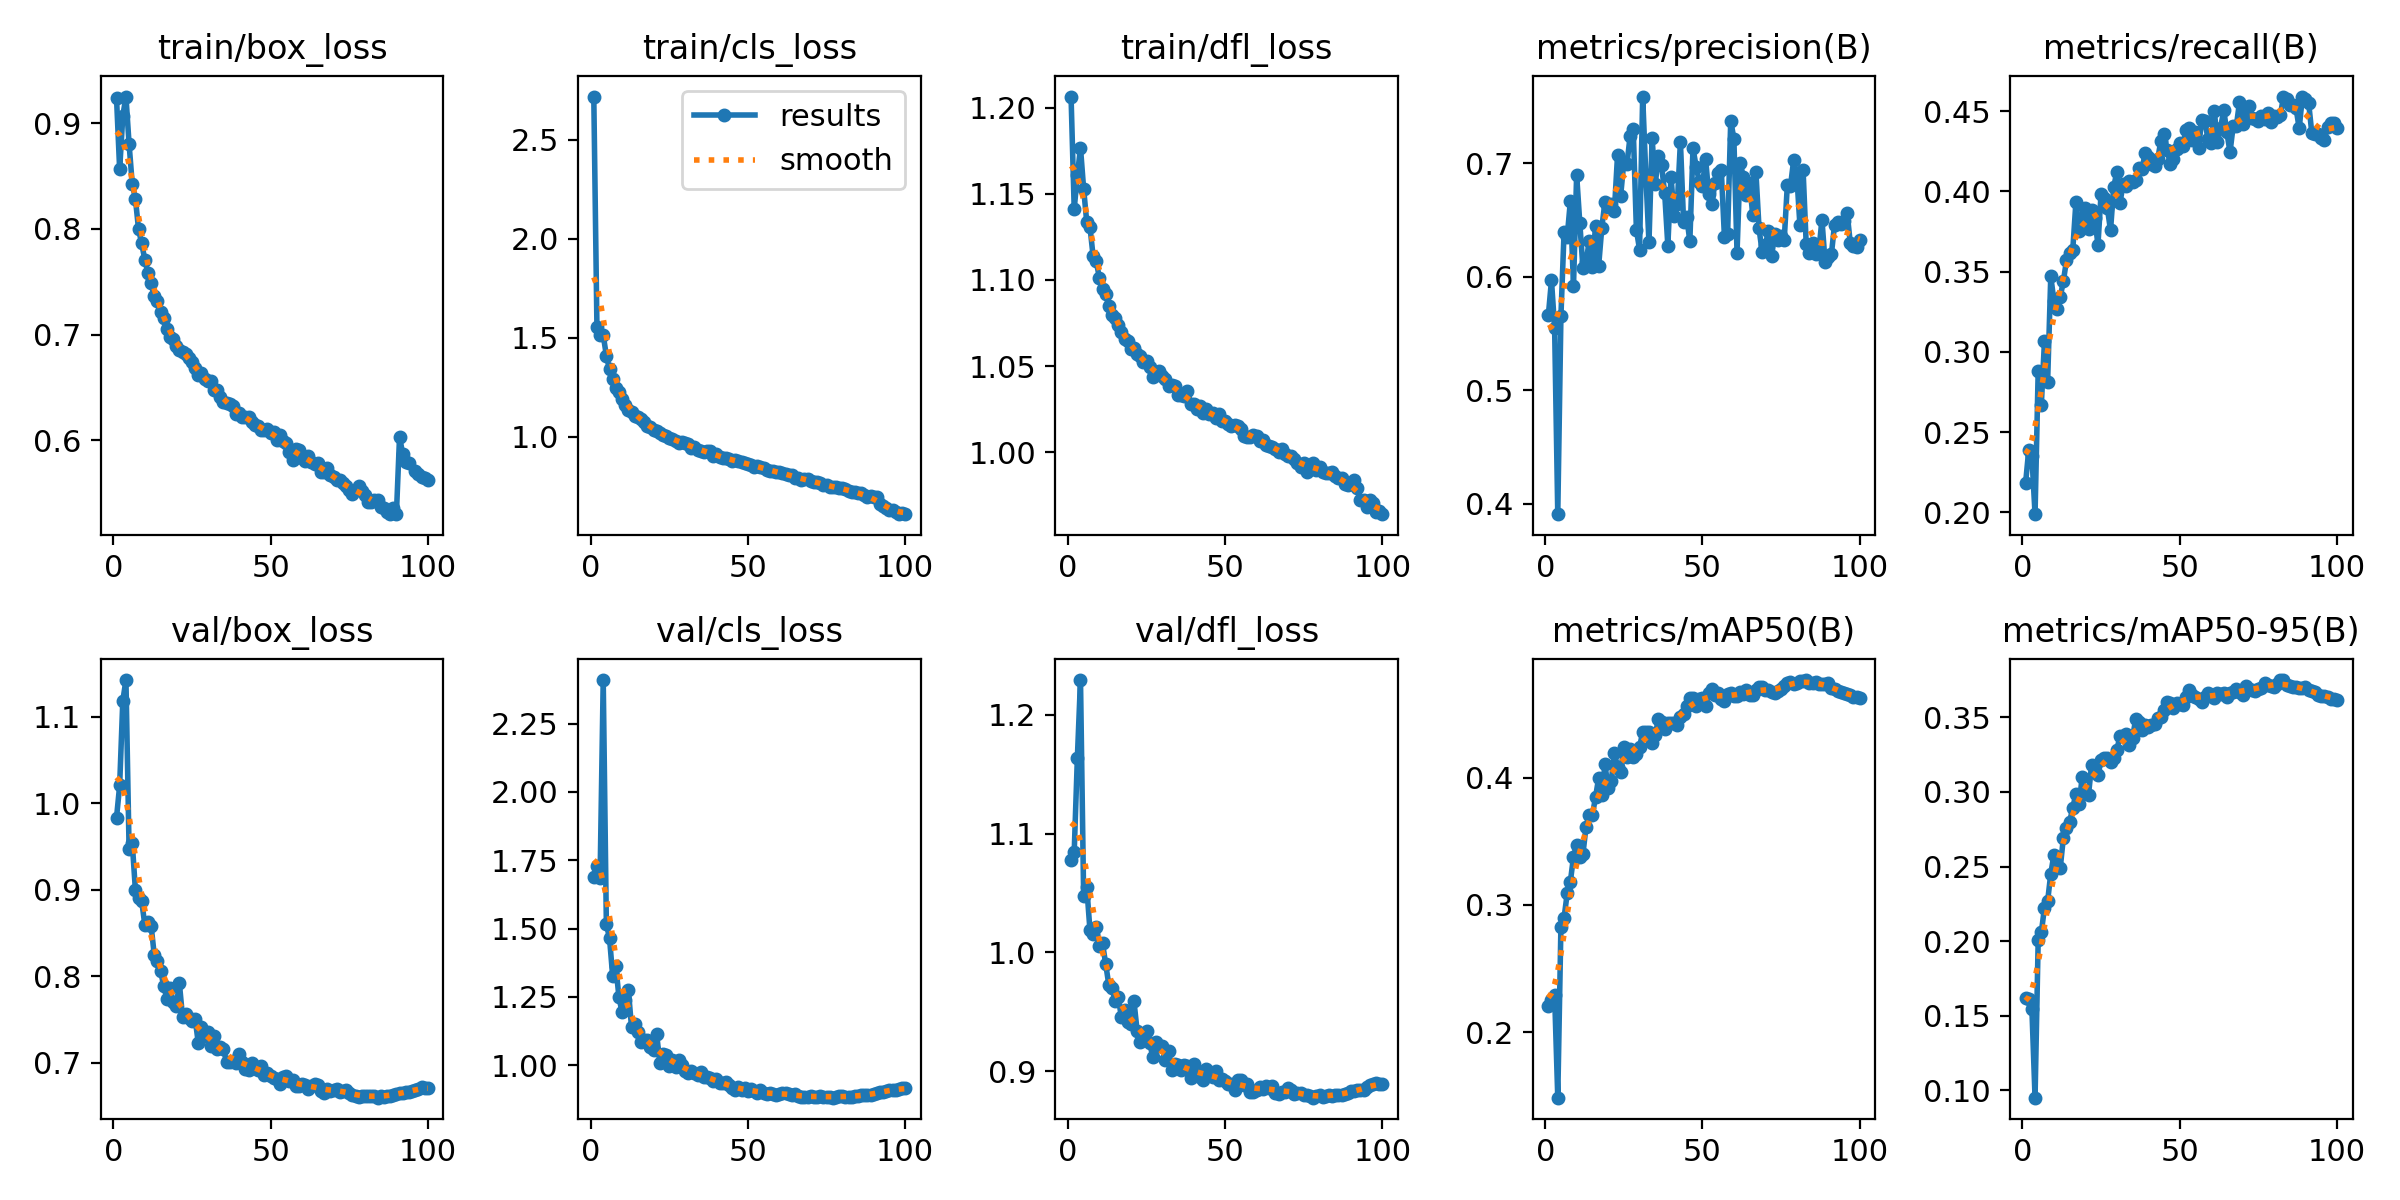 train/box_loss
train/cls_loss
train/dfl_loss
metrics/precision(B)
metrics/recall(B)
0.9
0.8
0.7
0.6
0 50 100
2.5
2.0
1.5
1.0
results
smooth
0 50 100
1.20
1.15
1.10
1.05
1.00
0 50 100
0.7
0.6
0.5
0.4
0 50 100
0.45
0.40
0.35
0.30
0.25
0.20
0 50 100
val/box_loss
val/cls_loss
val/dfl_loss
metrics/mAP50(B)
metrics/mAP50-95(B)
1.1
1.0
0.9
0.8
0.7
0 50 100
2.25
2.00
1.75
1.50
1.25
1.00
0 50 100
1.2
1.1
1.0
0.9
0 50 100
0.4
0.3
0.2
0 50 100
0.35
0.30
0.25
0.20
0.15
0.10
0 50 100